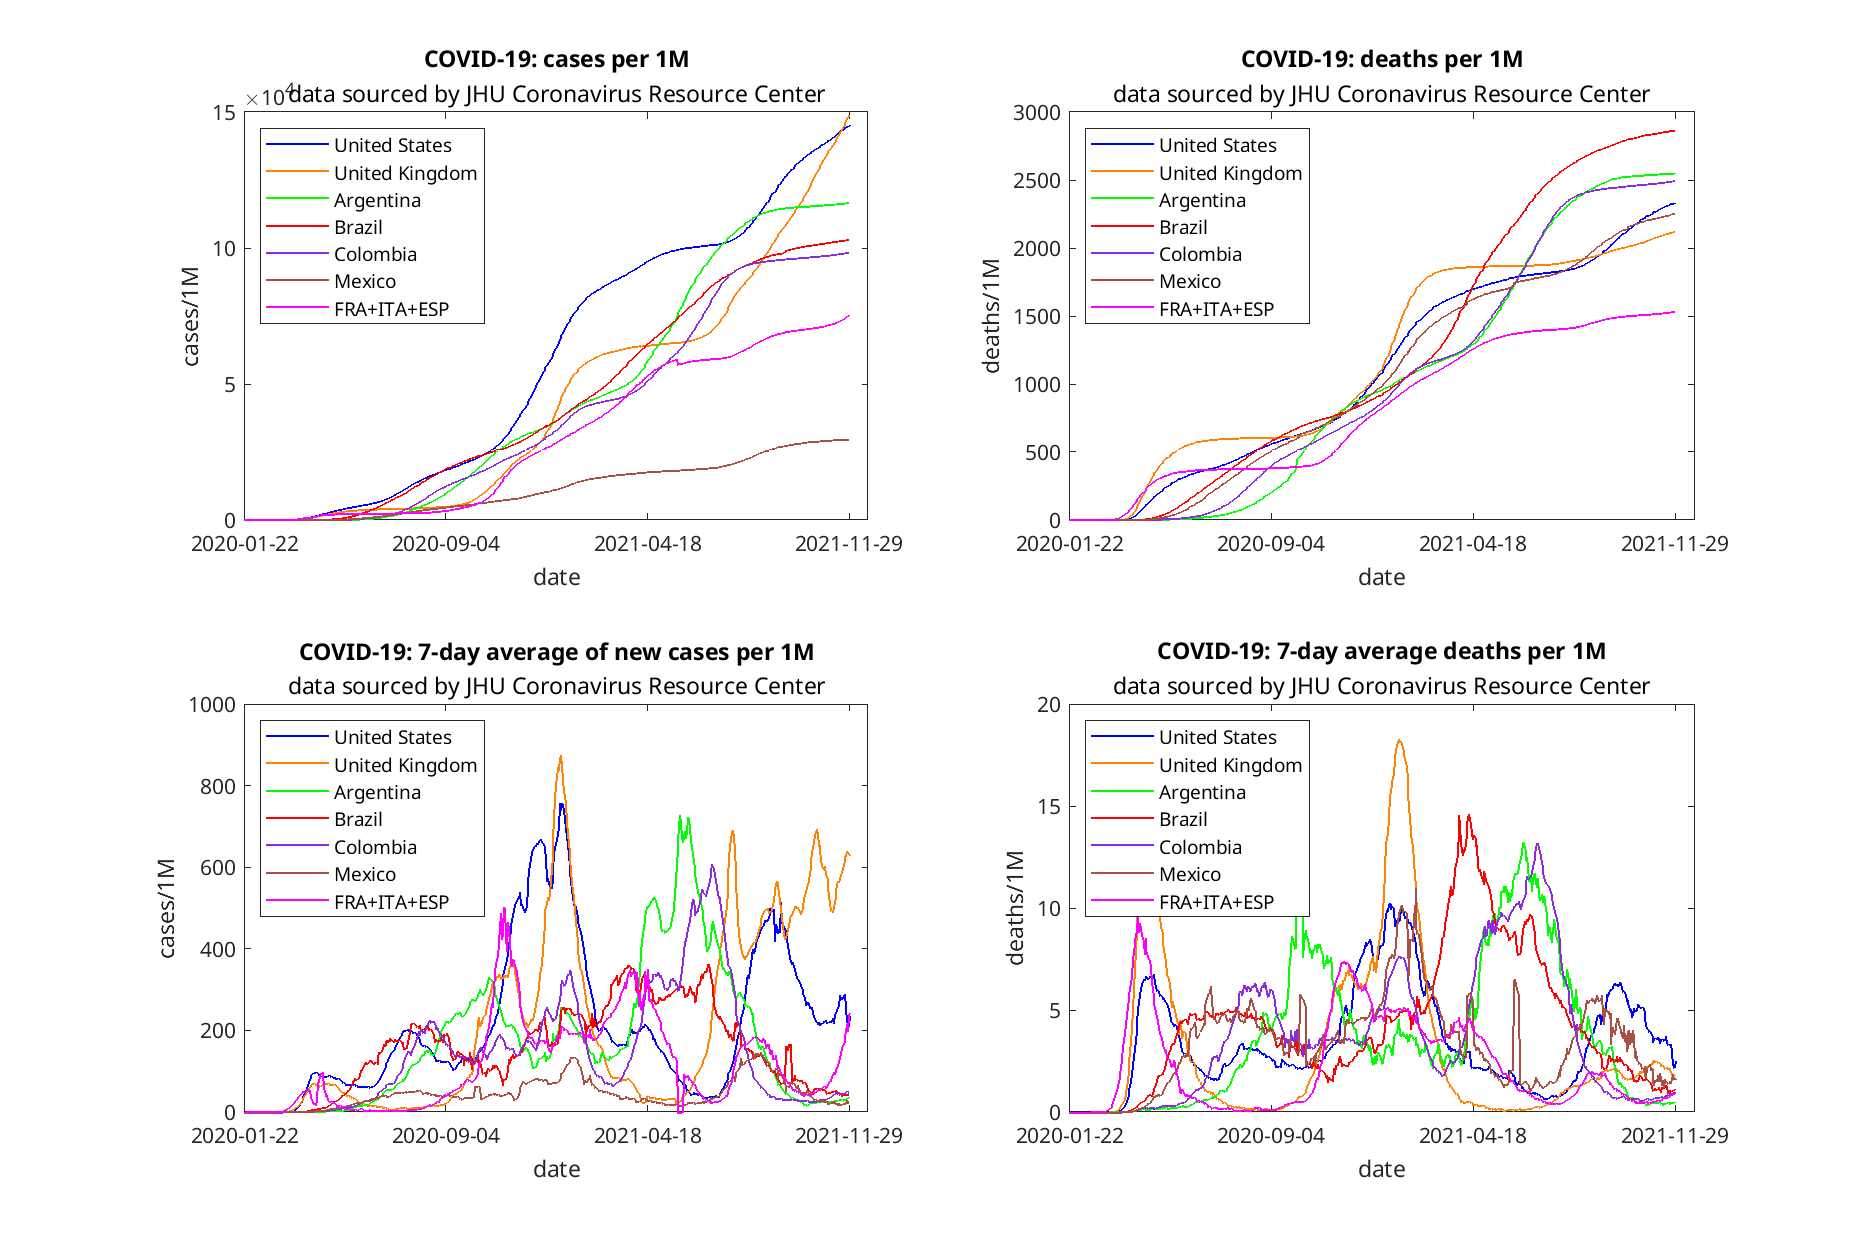 COVID-19: cases per 1M
data sourced by JHU Coronavirus Resource Center
×10^4
15
10
5
0
cases/1M
United States
United Kingdom
Argentina
Brazil
Colombia
Mexico
FRA+ITA+ESP
2020-01-22 2020-09-04 2021-04-18 2021-11-29
date
COVID-19: deaths per 1M
data sourced by JHU Coronavirus Resource Center
3000
2500
2000
1500
1000
500
0
deaths/1M
United States
United Kingdom
Argentina
Brazil
Colombia
Mexico
FRA+ITA+ESP
2020-01-22 2020-09-04 2021-04-18 2021-11-29
date
COVID-19: 7-day average of new cases per 1M
data sourced by JHU Coronavirus Resource Center
1000
800
600
400
200
0
cases/1M
United States
United Kingdom
Argentina
Brazil
Colombia
Mexico
FRA+ITA+ESP
2020-01-22 2020-09-04 2021-04-18 2021-11-29
date
COVID-19: 7-day average deaths per 1M
data sourced by JHU Coronavirus Resource Center
20
15
10
5
0
deaths/1M
United States
United Kingdom
Argentina
Brazil
Colombia
Mexico
FRA+ITA+ESP
2020-01-22 2020-09-04 2021-04-18 2021-11-29
date